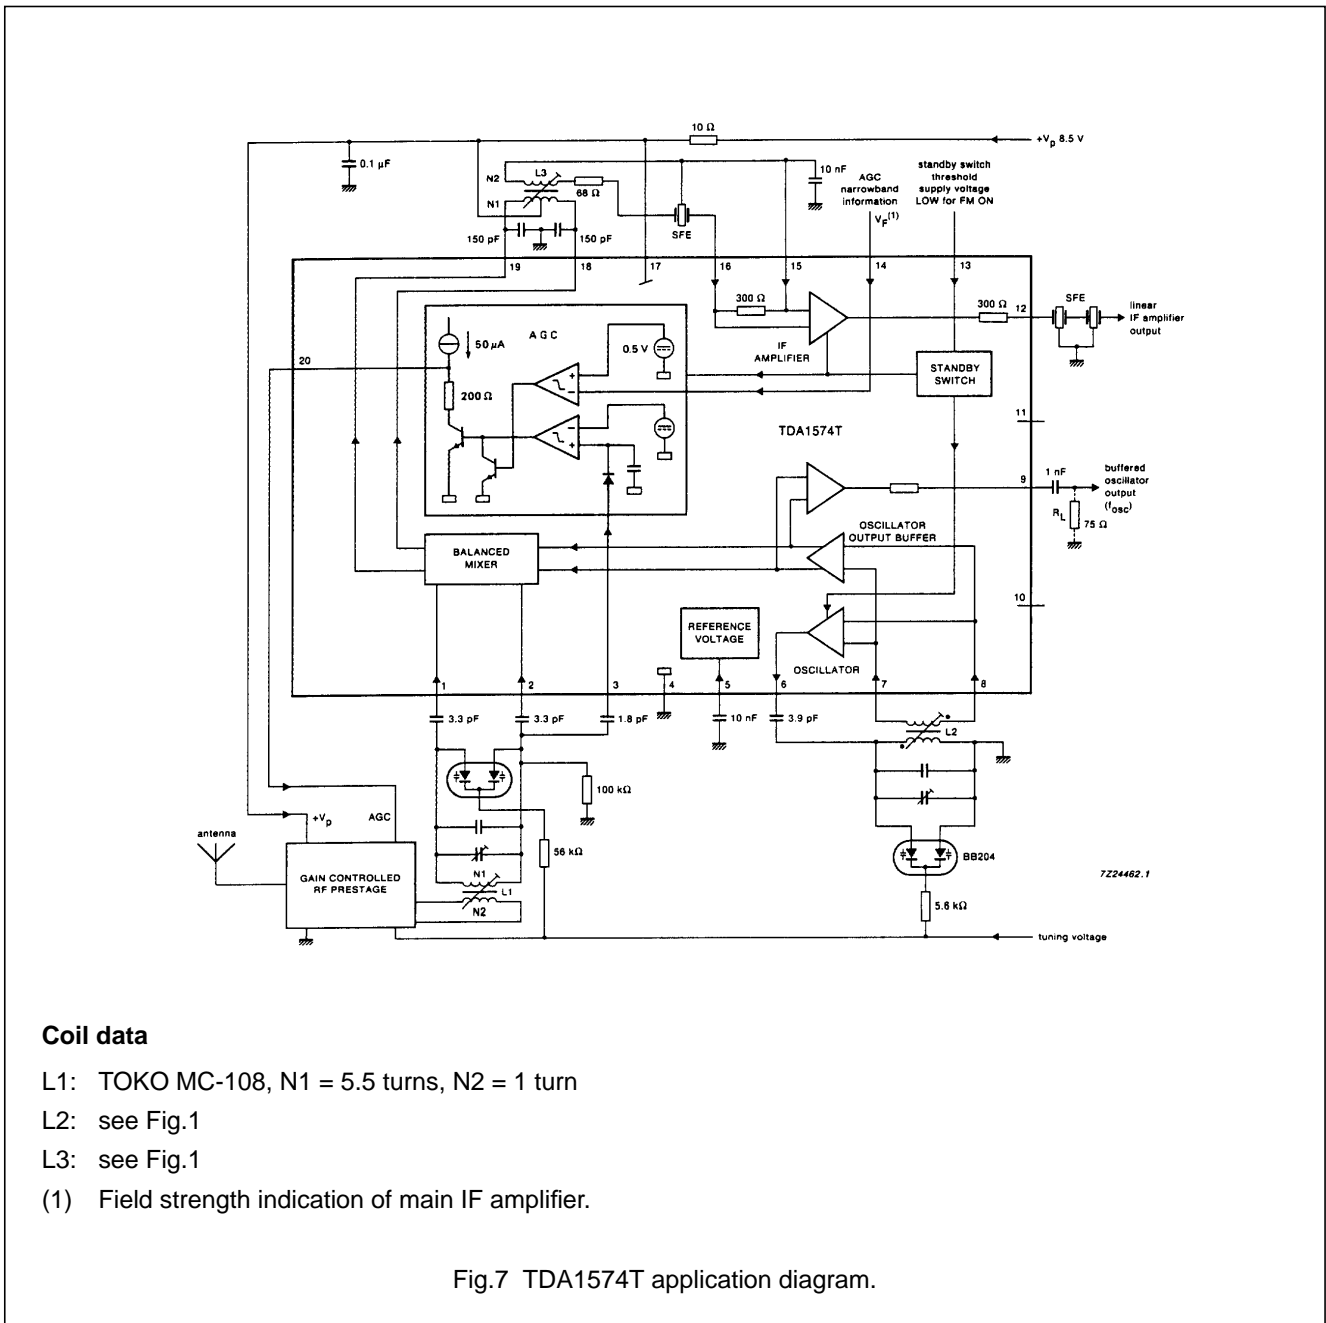 10 Ω
+Vp 8.5 V
0.1 µF
N2
L3
68 Ω
N1
SFE
10 nF
AGC
narrowband
information
VF(1)
standby switch
threshold
supply voltage
LOW for FM ON
150 pF
150 pF
19
18
17
16
15
14
13
300 Ω
300 Ω
12
SFE
linear
IF amplifier
output
AGC
50 µA
0.5 V
IF
AMPLIFIER
STANDBY
SWITCH
20
200 Ω
11
TDA1574T
9
1 nF
buffered
oscillator
output
(fosc)
RL
75 Ω
OSCILLATOR
OUTPUT BUFFER
BALANCED
MIXER
10
REFERENCE
VOLTAGE
OSCILLATOR
1
2
3
4
5
6
7
8
3.3 pF
3.3 pF
1.8 pF
10 nF
3.9 pF
L2
100 kΩ
+Vp
AGC
antenna
56 kΩ
BB204
GAIN CONTROLLED
RF PRESTAGE
N1
L1
N2
5.6 kΩ
7Z24462.1
tuning voltage
Coil data
L1: TOKO MC-108, N1 = 5.5 turns, N2 = 1 turn
L2: see Fig.1
L3: see Fig.1
(1) Field strength indication of main IF amplifier.
Fig.7 TDA1574T application diagram.